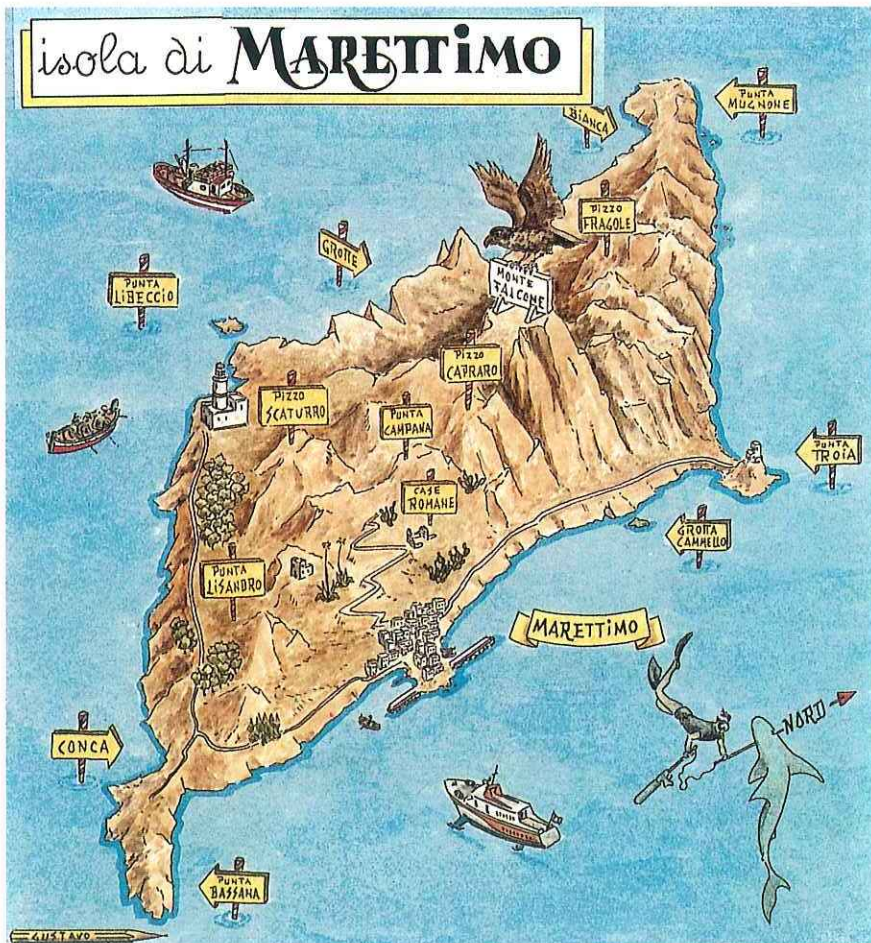 isola di MARETTIMO
PUNTA
MUGNONE
BIANCA
PIZZO
FRAGOLE
GROTTE
MONTE
FALCONE
PUNTA
LIBECCIO
PIZZO
CAPRARO
PIZZO
SCATURRO
PUNTA
CAMPANA
PUNTA
TROIA
CASE
ROMANE
GROTTA
CAMMELLO
PUNTA
LISANDRO
MARETTIMO
NORD
CONCA
PUNTA
BASSANA
GUSTAVO